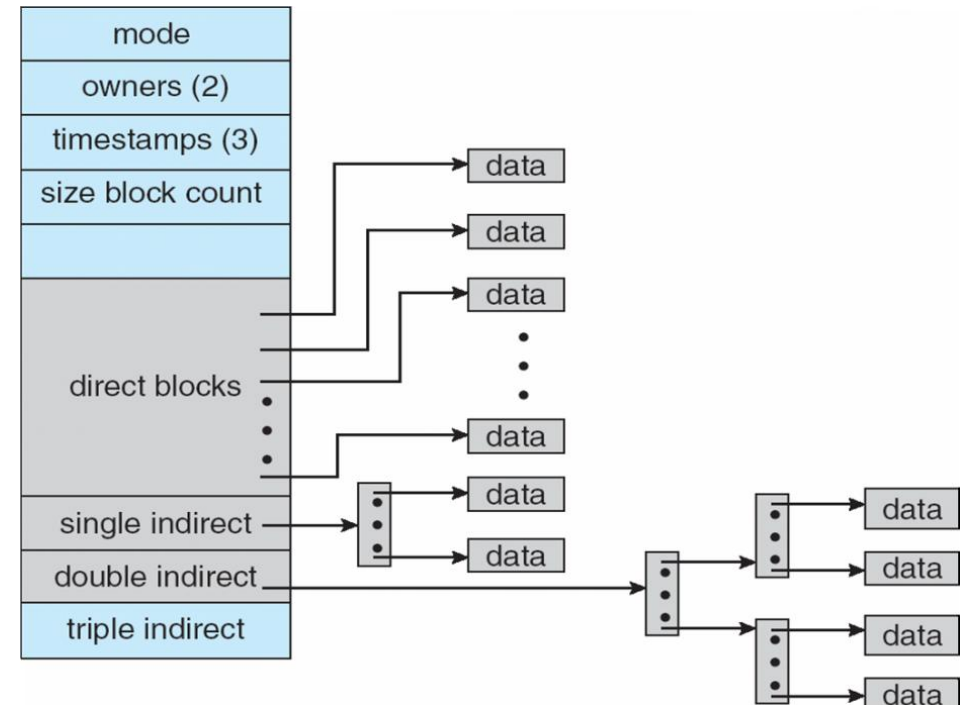 mode
owners (2)
timestamps (3)
size block count
direct blocks
single indirect
double indirect
triple indirect
data
data
data
data
data
data
data
data
data
data